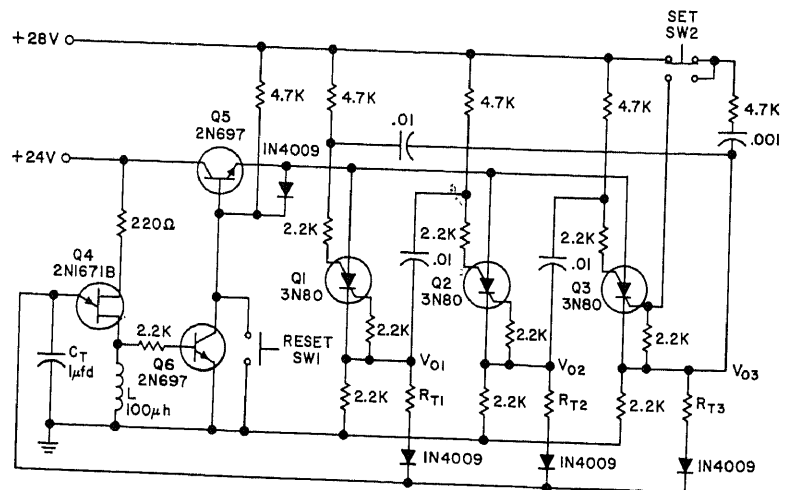 SET
SW2
+28V
4.7K
4.7K
4.7K
4.7K
4.7K
Q5
2N697
.01
.001
+24V
IN4009
220Ω
2.2K
2.2K
2.2K
Q4
2N1671B
.01
.01
Q1
3N80
Q2
3N80
Q3
3N80
2.2K
2.2K
2.2K
2.2K
RESET
SW1
CT
1µfd
Q6
2N697
VO1
VO2
VO3
L
100µh
2.2K
RT1
2.2K
RT2
2.2K
RT3
IN4009
IN4009
IN4009